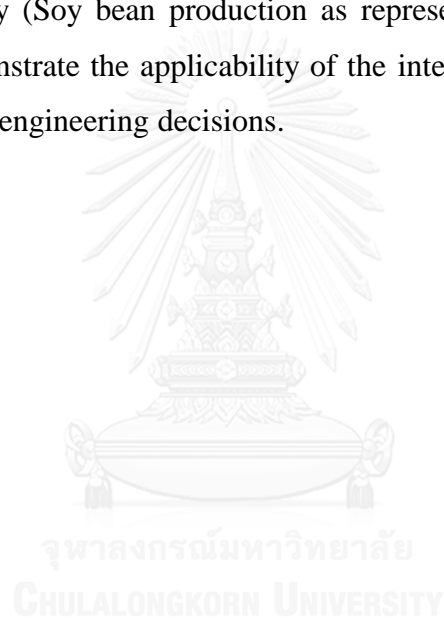 y (Soy bean production as represe
nstrate the applicability of the inte
engineering decisions.
จุฬาลงกรณ์มหาวิทยาลัย
CHULALONGKORN UNIVERSITY